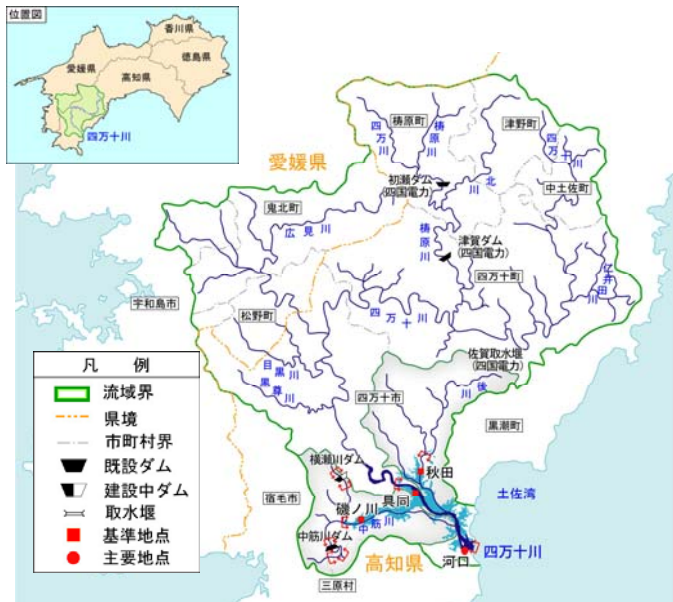 位置図
香川県
徳島県
愛媛県
高知県
四万十川
愛媛県
四万川
梼原町
梼原川
津野町
四万十川
中土佐町
初瀬ダム
(四国電力)
北川
鬼北町
広見川
梼原川
津賀ダム
(四国電力)
四万十町
仁井田川
宇和島市
松野町
四万十川
目黒川
黒尊川
佐賀取水堰
(四国電力)
四万十市
後川
黒潮町
横瀬川ダム
秋田
具同
宿毛市
磯ノ川
中筋川
中筋川ダム
土佐湾
四万十川
河口
高知県
三原村
凡 例
流域界
県境
市町村界
既設ダム
建設中ダム
取水堰
基準地点
主要地点